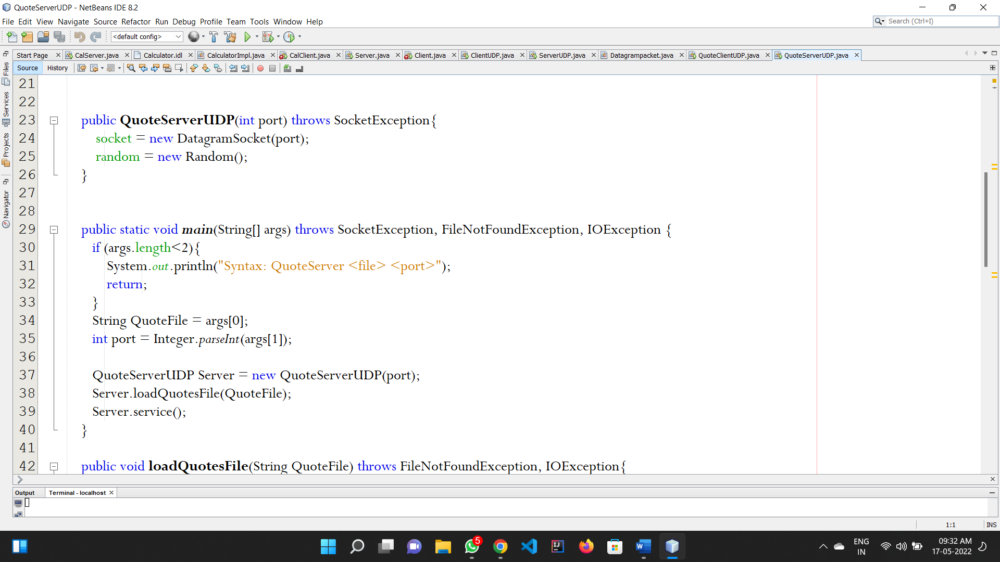 QuoteServerUDP - NetBeans IDE 8.2
File Edit View Navigate Source Refactor Run Debug Profile Team Tools Window Help
Search (Ctrl+I)
<default config>
Start Page CalServer.java Calculator.idl CalculatorImpl.java CalClient.java Server.java Client.java ClientUDP.java ServerUDP.java Datagrampacket.java QuoteClientUDP.java QuoteServerUDP.java
Source History
Files
Services
Projects
Navigator
21
22
23 public QuoteServerUDP(int port) throws SocketException{
24 socket = new DatagramSocket(port);
25 random = new Random();
26 }
27
28
29 public static void main(String[] args) throws SocketException, FileNotFoundException, IOException {
30 if (args.length<2){
31 System.out.println("Syntax: QuoteServer <file> <port>");
32 return;
33 }
34 String QuoteFile = args[0];
35 int port = Integer.parseInt(args[1]);
36
37 QuoteServerUDP Server = new QuoteServerUDP(port);
38 Server.loadQuotesFile(QuoteFile);
39 Server.service();
40 }
41
42 public void loadQuotesFile(String QuoteFile) throws FileNotFoundException, IOException{
Output Terminal - localhost
1:1 INS
5
ENG
IN
09:32 AM
17-05-2022